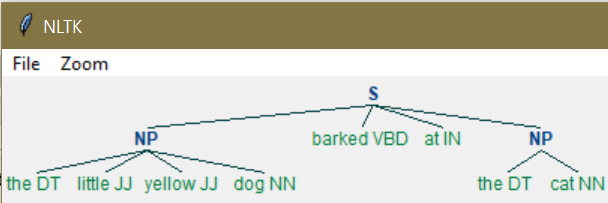 NLTK
File Zoom
S
NP barked VBD at IN NP
the DT little JJ yellow JJ dog NN the DT cat NN